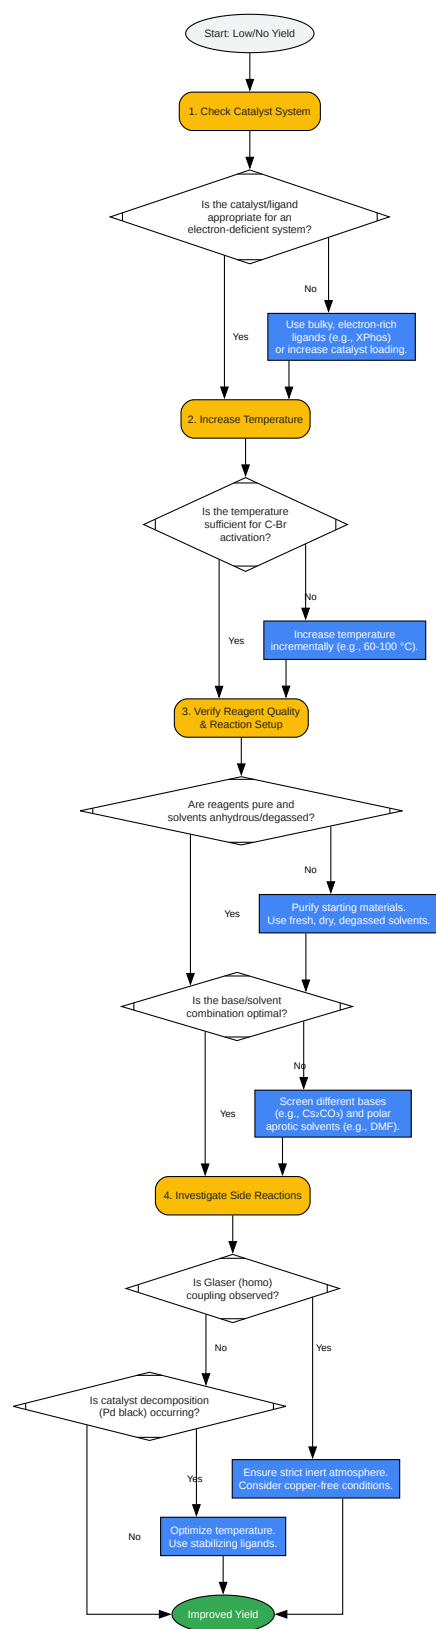 Start: Low/No Yield
1. Check Catalyst System
Is the catalyst/ligand
appropriate for an
electron-deficient system?
No
Yes
Use bulky, electron-rich
ligands (e.g., XPhos)
or increase catalyst loading.
2. Increase Temperature
Is the temperature
sufficient for C-Br
activation?
No
Yes
Increase temperature
incrementally (e.g., 60-100 °C).
3. Verify Reagent Quality
& Reaction Setup
Are reagents pure and
solvents anhydrous/degassed?
No
Yes
Purify starting materials.
Use fresh, dry, degassed solvents.
Is the base/solvent
combination optimal?
No
Yes
Screen different bases
(e.g., Cs₂CO₃) and polar
aprotic solvents (e.g., DMF).
4. Investigate Side Reactions
Is Glaser (homo)
coupling observed?
No
Yes
Is catalyst decomposition
(Pd black) occurring?
Ensure strict inert atmosphere.
Consider copper-free conditions.
Yes
No
Optimize temperature.
Use stabilizing ligands.
Improved Yield